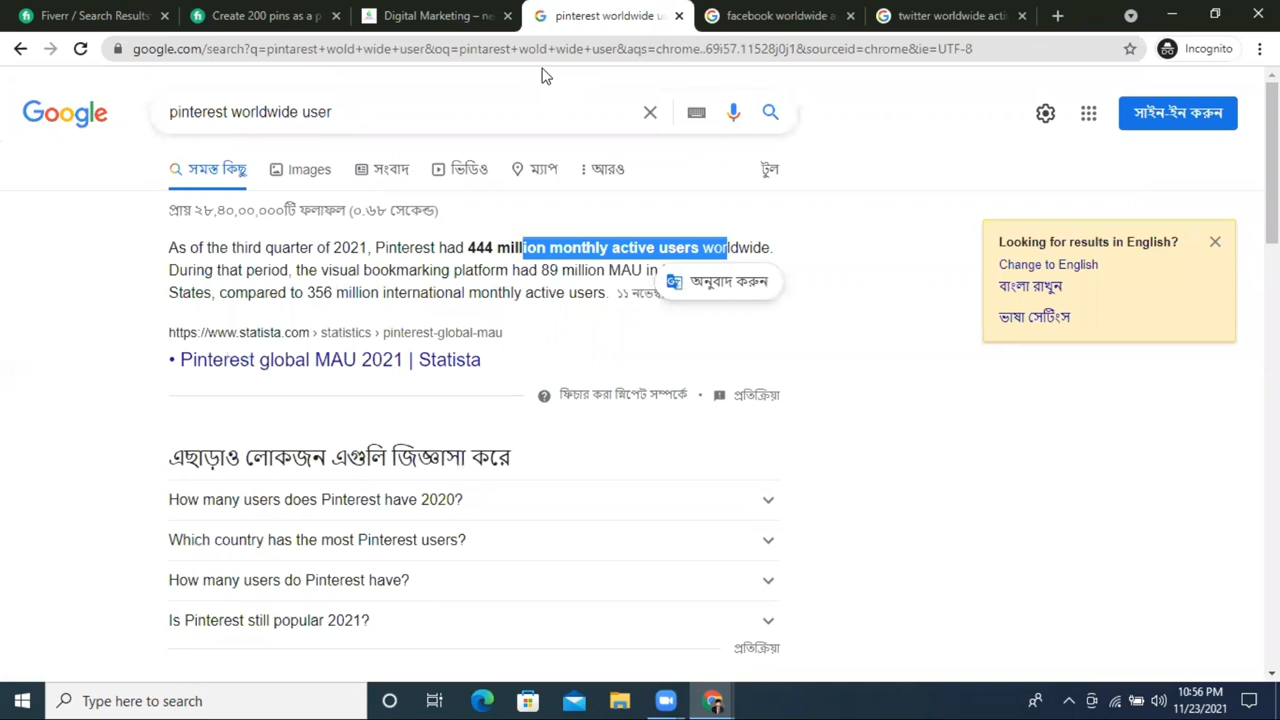 Fiverr / Search Results
Create 200 pins as a p
Digital Marketing – ne
pinterest worldwide u
facebook worldwide a
twitter worldwide acti
google.com/search?q=pintarest+wold+wide+user&oq=pintarest+wold+wide+user&aqs=chrome..69i57.11528j0j1&sourceid=chrome&ie=UTF-8
Incognito
Google
pinterest worldwide user
সাইন-ইন করুন
সমস্ত কিছু
Images
সংবাদ
ভিডিও
ম্যাপ
আরও
টুল
প্রায় ২৮,৪০,০০,০০০টি ফলাফল (০.৬৮ সেকেন্ড)
As of the third quarter of 2021, Pinterest had 444 million monthly active users worldwide.
During that period, the visual bookmarking platform had 89 million MAU in
States, compared to 356 million international monthly active users. ১১ নভে
অনুবাদ করুন
https://www.statista.com › statistics › pinterest-global-mau
• Pinterest global MAU 2021 | Statista
ফিচার করা স্নিপেট সম্পর্কে • প্রতিক্রিয়া
Looking for results in English?
Change to English
বাংলা রাখুন
ভাষা সেটিংস
এছাড়াও লোকজন এগুলি জিজ্ঞাসা করে
How many users does Pinterest have 2020?
Which country has the most Pinterest users?
How many users do Pinterest have?
Is Pinterest still popular 2021?
প্রতিক্রিয়া
Type here to search
10:56 PM
11/23/2021